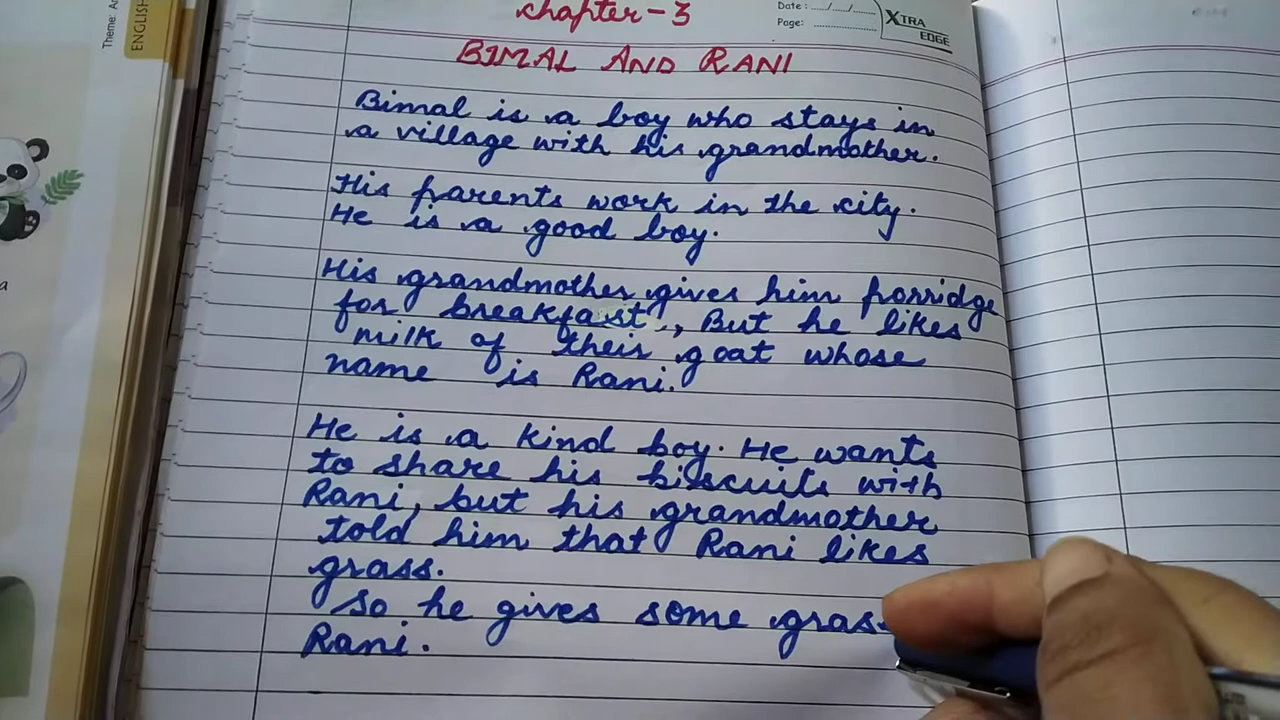 Theme: An
ENGLISH
chapter-3
Date : ..../..../....
Page:
XTRA EDGE
BIMAL AND RANI
Bimal is a boy who stays in
a village with his grandmother.
His parents work in the city.
He is a good boy.
His grandmother gives him porridge
for breakfast, But he likes
milk of their goat whose
name is Rani.
He is a kind boy. He wants
to share his biscuits with
Rani, but his grandmother
told him that Rani likes
grass.
So he gives some gras
Rani.